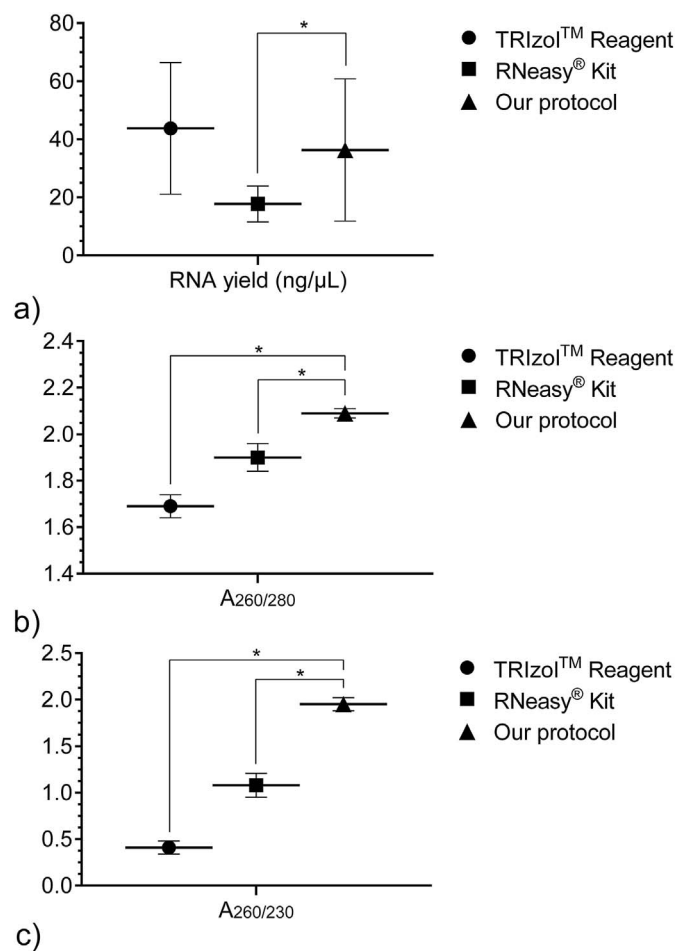 80
60
40
20
0
*
TRIzol™ Reagent
RNeasy® Kit
Our protocol
RNA yield (ng/µL)
a)
2.4
2.2
2.0
1.8
1.6
1.4
*
*
TRIzol™ Reagent
RNeasy® Kit
Our protocol
A260/280
b)
2.5
2.0
1.5
1.0
0.5
0.0
*
*
TRIzol™ Reagent
RNeasy® Kit
Our protocol
A260/230
c)